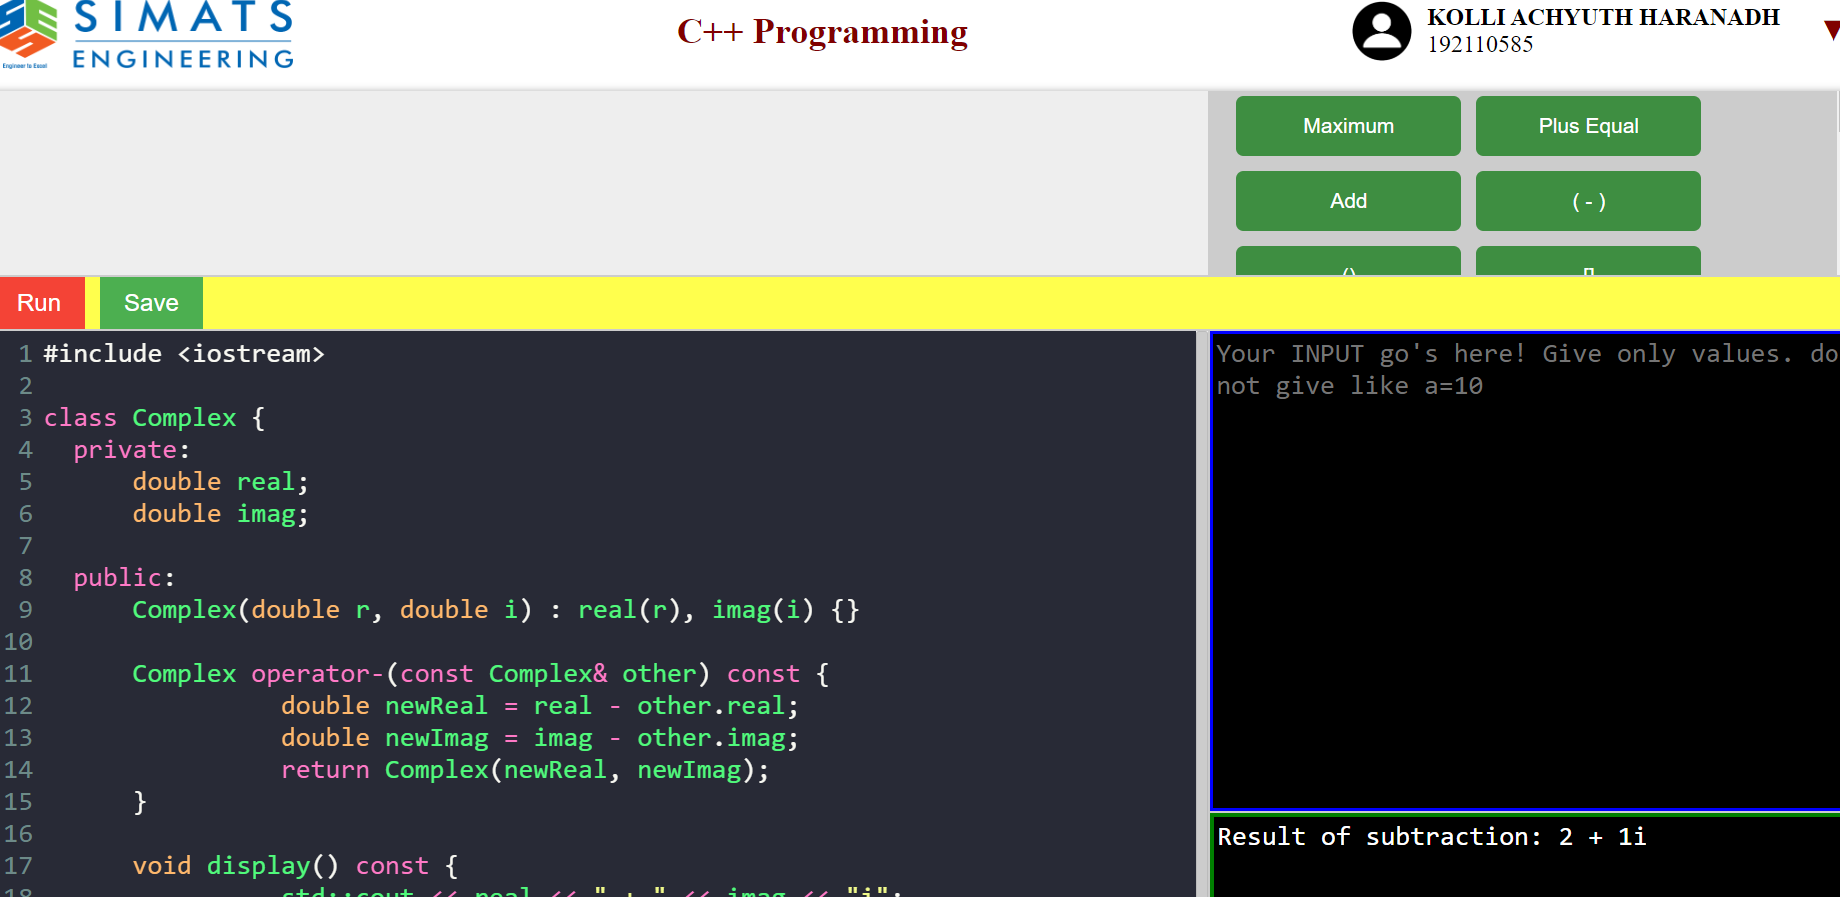 SIMATS
ENGINEERING
Engineer to Excel
C++ Programming
KOLLI ACHYUTH HARANADH
192110585
Maximum
Plus Equal
Add
( - )
()
[]
Run
Save
1 #include <iostream>
2
3 class Complex {
4   private:
5       double real;
6       double imag;
7
8   public:
9       Complex(double r, double i) : real(r), imag(i) {}
10
11       Complex operator-(const Complex& other) const {
12                 double newReal = real - other.real;
13                 double newImag = imag - other.imag;
14                 return Complex(newReal, newImag);
15       }
16
17       void display() const {
18                 std::cout << real << " + " << imag << "i";
Your INPUT go's here! Give only values. do
not give like a=10
Result of subtraction: 2 + 1i